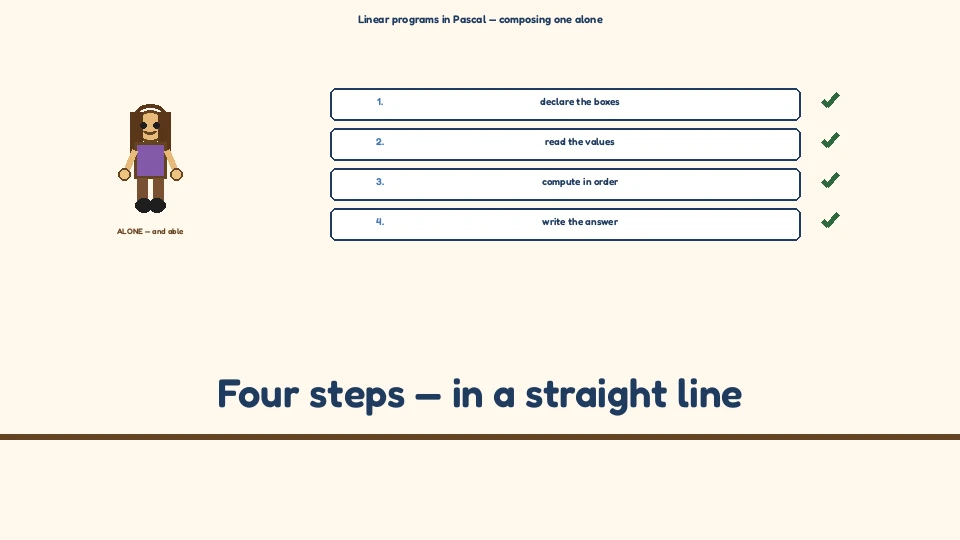 Linear programs in Pascal — composing one alone
1. declare the boxes
2. read the values
3. compute in order
4. write the answer
ALONE — and able
Four steps — in a straight line